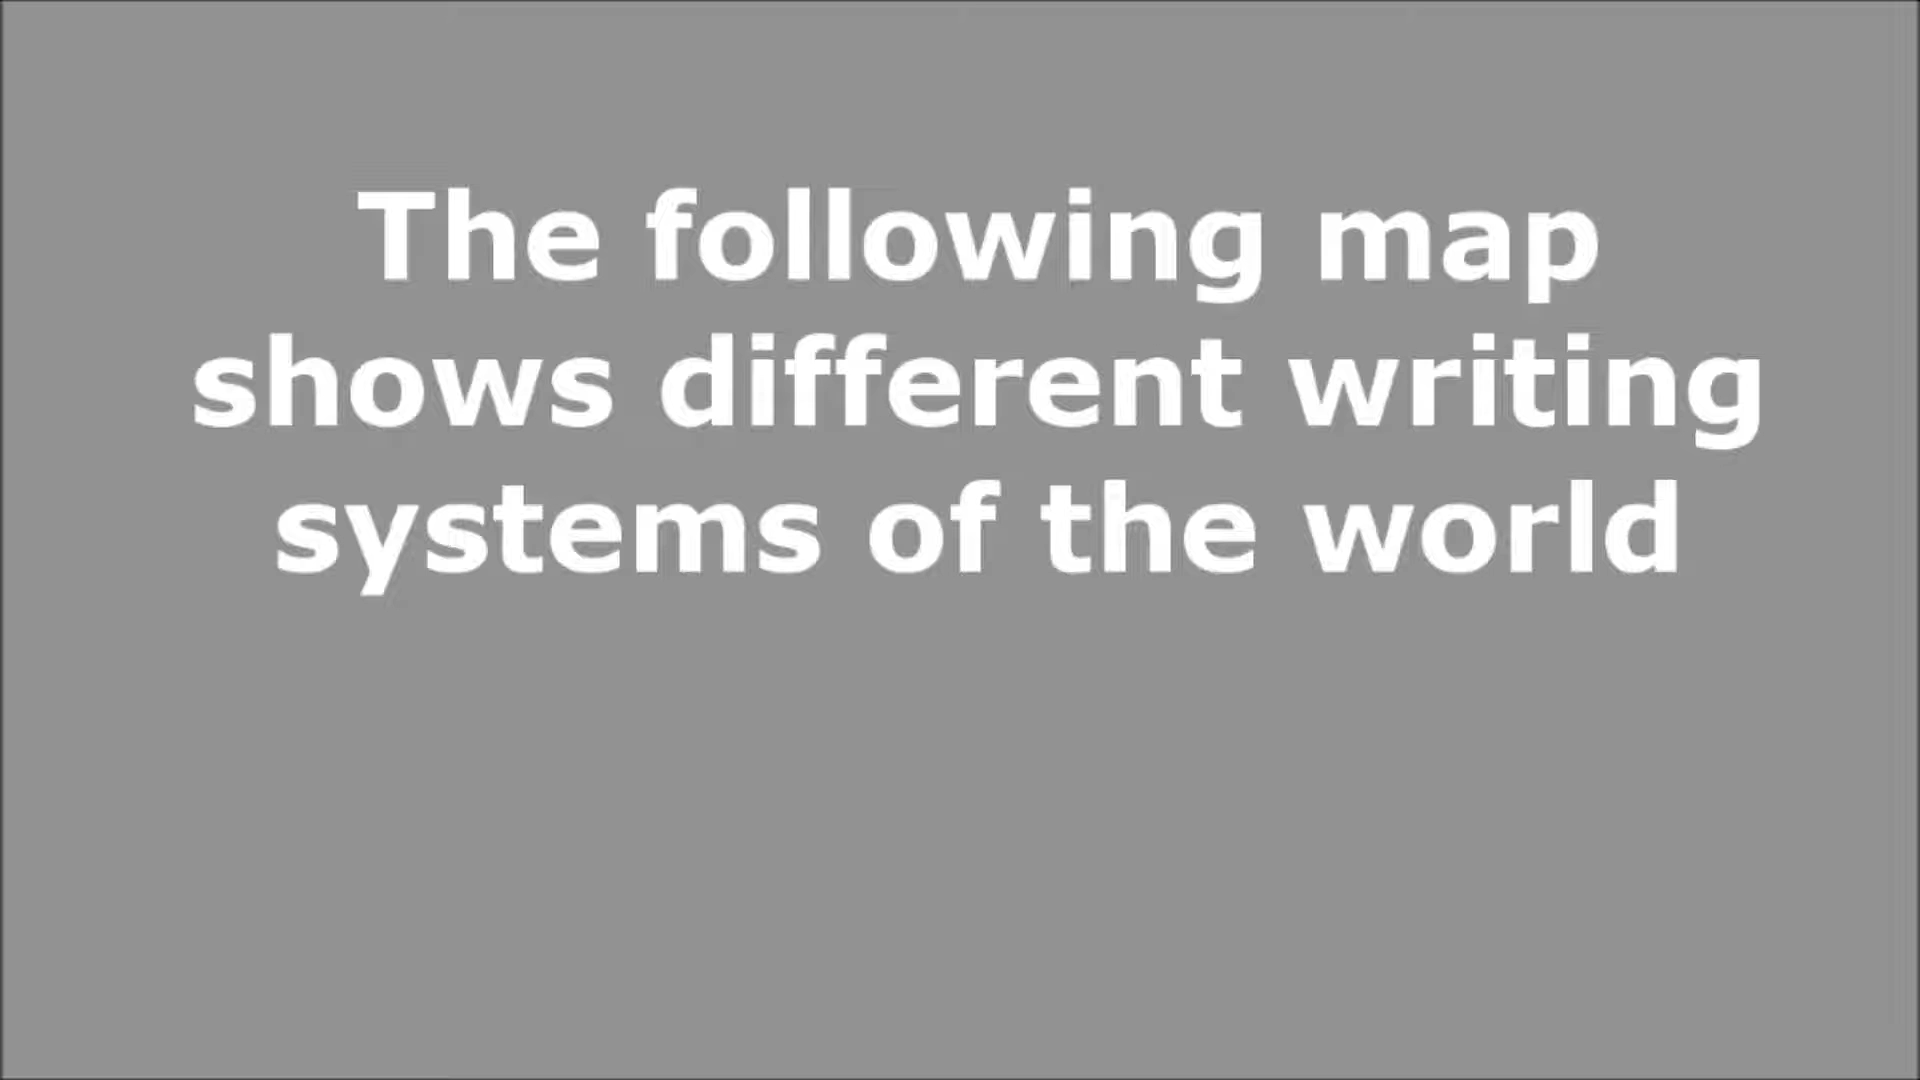 The following map
shows different writing
systems of the world